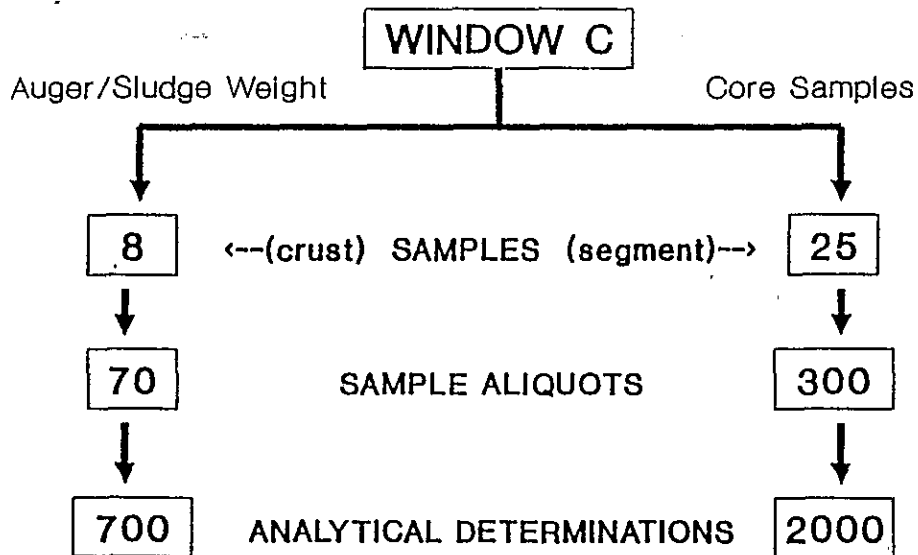 WINDOW C
Auger/Sludge Weight Core Samples
8 <--(crust) SAMPLES (segment)--> 25
70 SAMPLE ALIQUOTS 300
700 ANALYTICAL DETERMINATIONS 2000